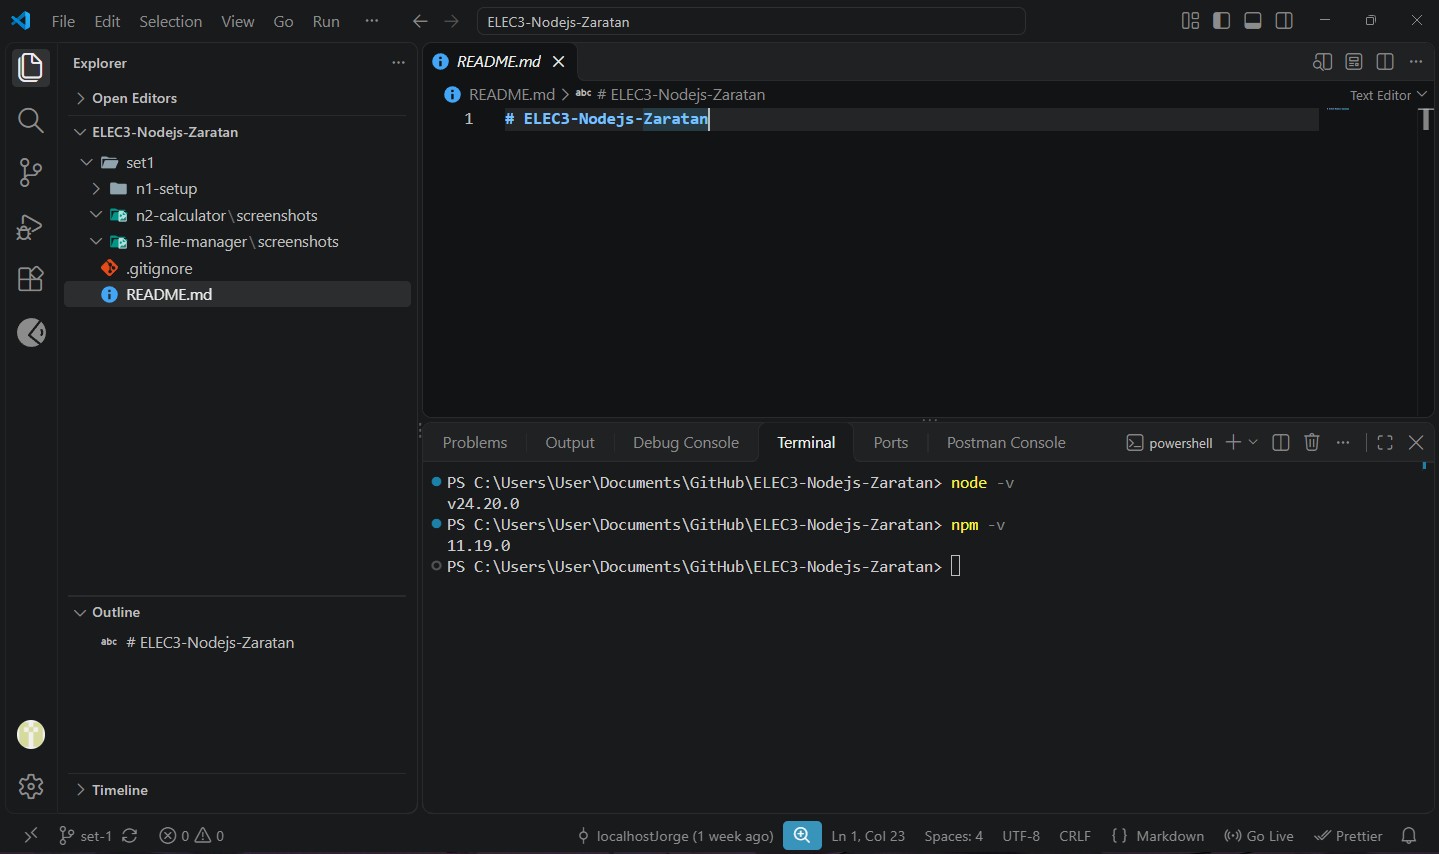 File Edit Selection View Go Run ··· ELEC3-Nodejs-Zaratan
Explorer ···
Open Editors
ELEC3-Nodejs-Zaratan
set1
n1-setup
n2-calculator\screenshots
n3-file-manager\screenshots
.gitignore
README.md
Outline
abc # ELEC3-Nodejs-Zaratan
Timeline
README.md
README.md > abc # ELEC3-Nodejs-Zaratan Text Editor
1 # ELEC3-Nodejs-Zaratan
Problems Output Debug Console Terminal Ports Postman Console powershell
PS C:\Users\User\Documents\GitHub\ELEC3-Nodejs-Zaratan> node -v
v24.20.0
PS C:\Users\User\Documents\GitHub\ELEC3-Nodejs-Zaratan> npm -v
11.19.0
PS C:\Users\User\Documents\GitHub\ELEC3-Nodejs-Zaratan>
set-1 0 0 localhostJorge (1 week ago) Ln 1, Col 23 Spaces: 4 UTF-8 CRLF {} Markdown Go Live Prettier